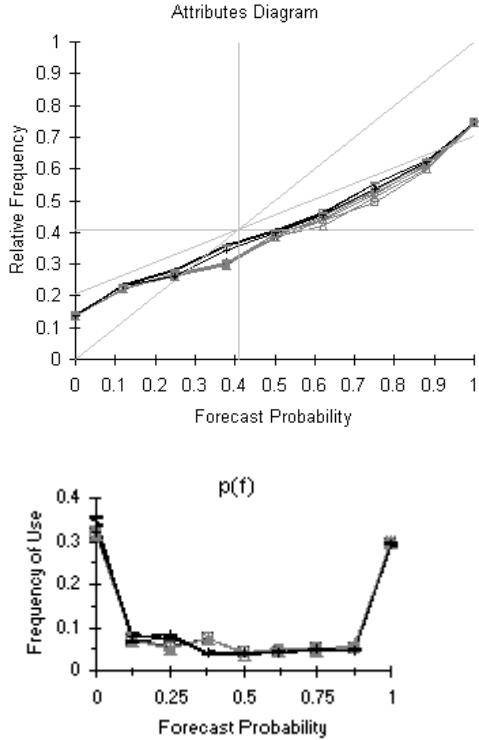 Attributes Diagram
1
0.9
0.8
0.7
0.6
0.5
0.4
0.3
0.2
0.1
0
Relative Frequency
0 0.1 0.2 0.3 0.4 0.5 0.6 0.7 0.8 0.9 1
Forecast Probability
p(f)
0.4
0.3
0.2
0.1
0
Frequency of Use
0 0.25 0.5 0.75 1
Forecast Probability